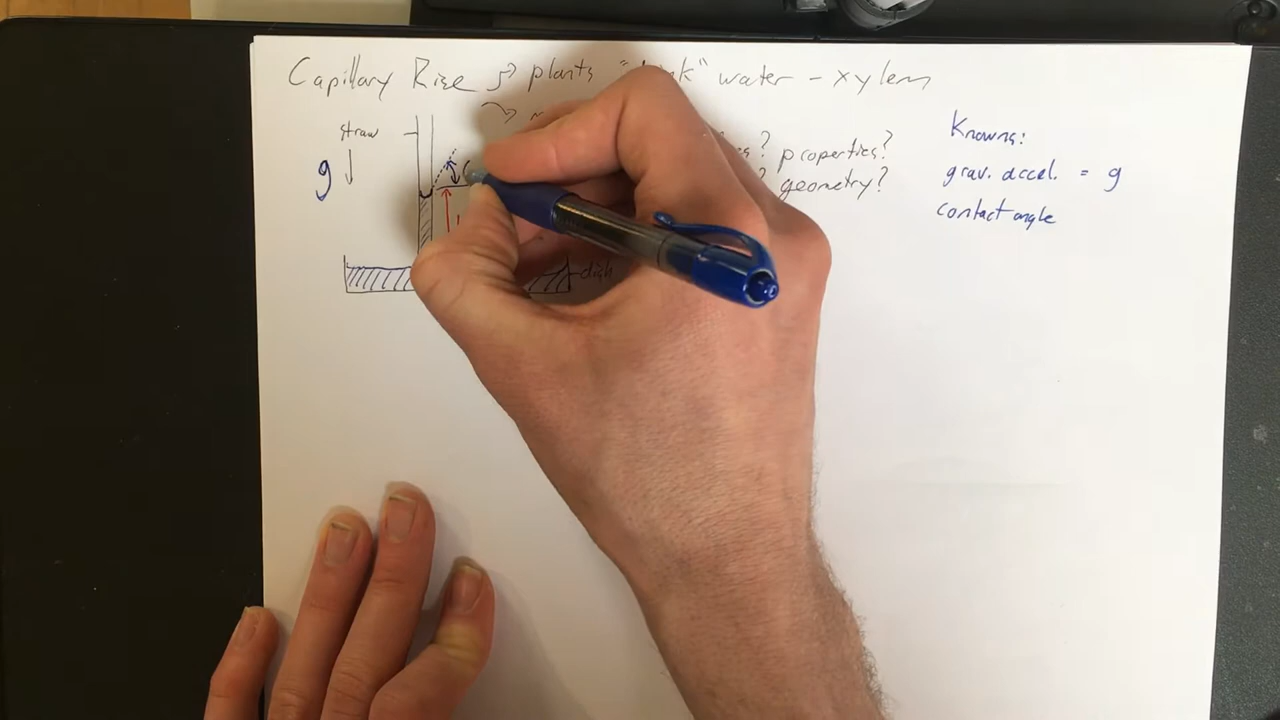 Capillary Rise plants water - xylem
straw
g
properties?
geometry?
dish
Knowns:
grav. accel. = g
contact angle